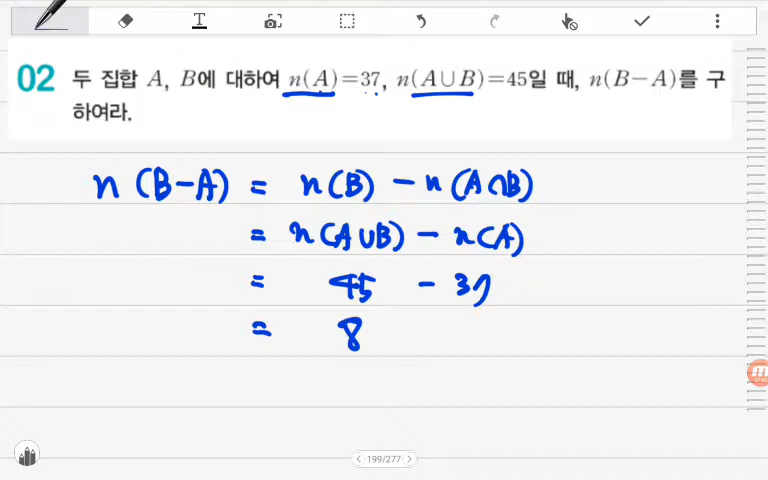 02 두 집합 A, B에 대하여 n(A)=37, n(A∪B)=45일 때, n(B-A)를 구
하여라.
n (B-A) = n(B) - n(A∩B)
= n(A∪B) - n(A)
= 45 - 37
= 8
199/277